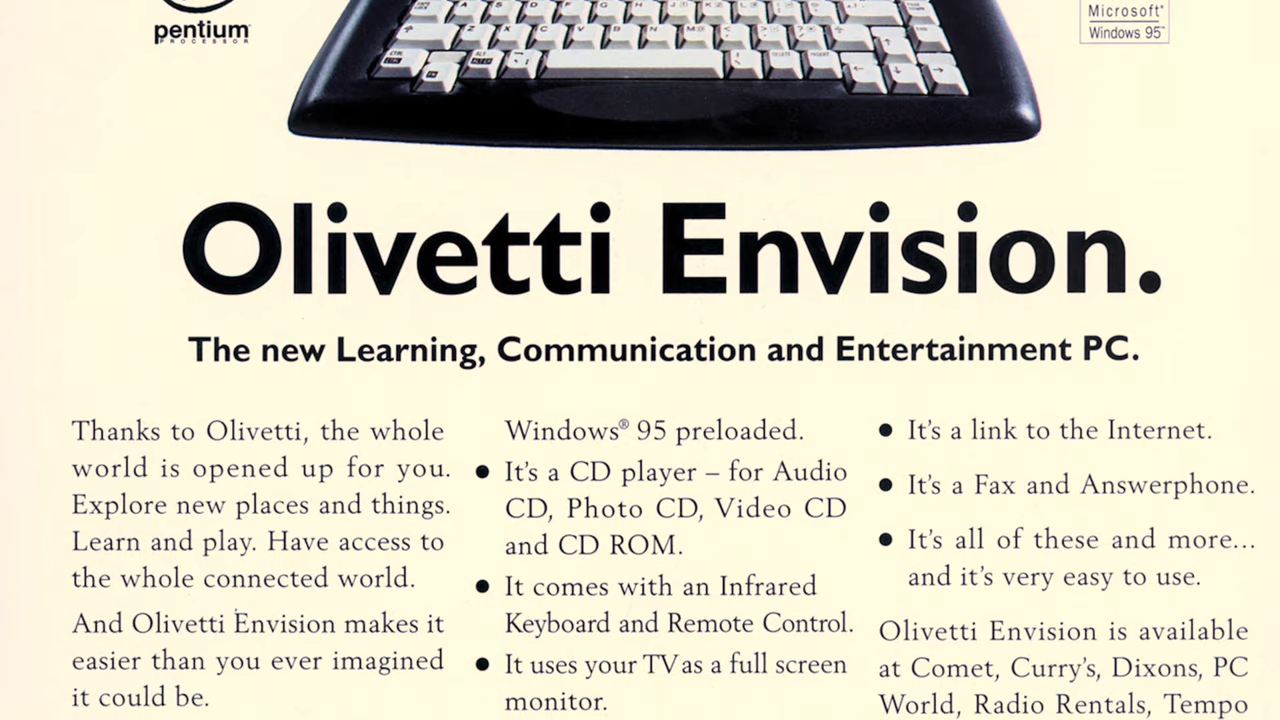 pentium
PROCESSOR
Microsoft
Windows 95
Olivetti Envision.
The new Learning, Communication and Entertainment PC.
Thanks to Olivetti, the whole
world is opened up for you.
Explore new places and things.
Learn and play. Have access to
the whole connected world.
And Olivetti Envision makes it
easier than you ever imagined
it could be.
Windows® 95 preloaded.
• It's a CD player – for Audio
CD, Photo CD, Video CD
and CD ROM.
• It comes with an Infrared
Keyboard and Remote Control.
• It uses your TV as a full screen
monitor.
• It's a link to the Internet.
• It's a Fax and Answerphone.
• It's all of these and more...
and it's very easy to use.
Olivetti Envision is available
at Comet, Curry's, Dixons, PC
World, Radio Rentals, Tempo